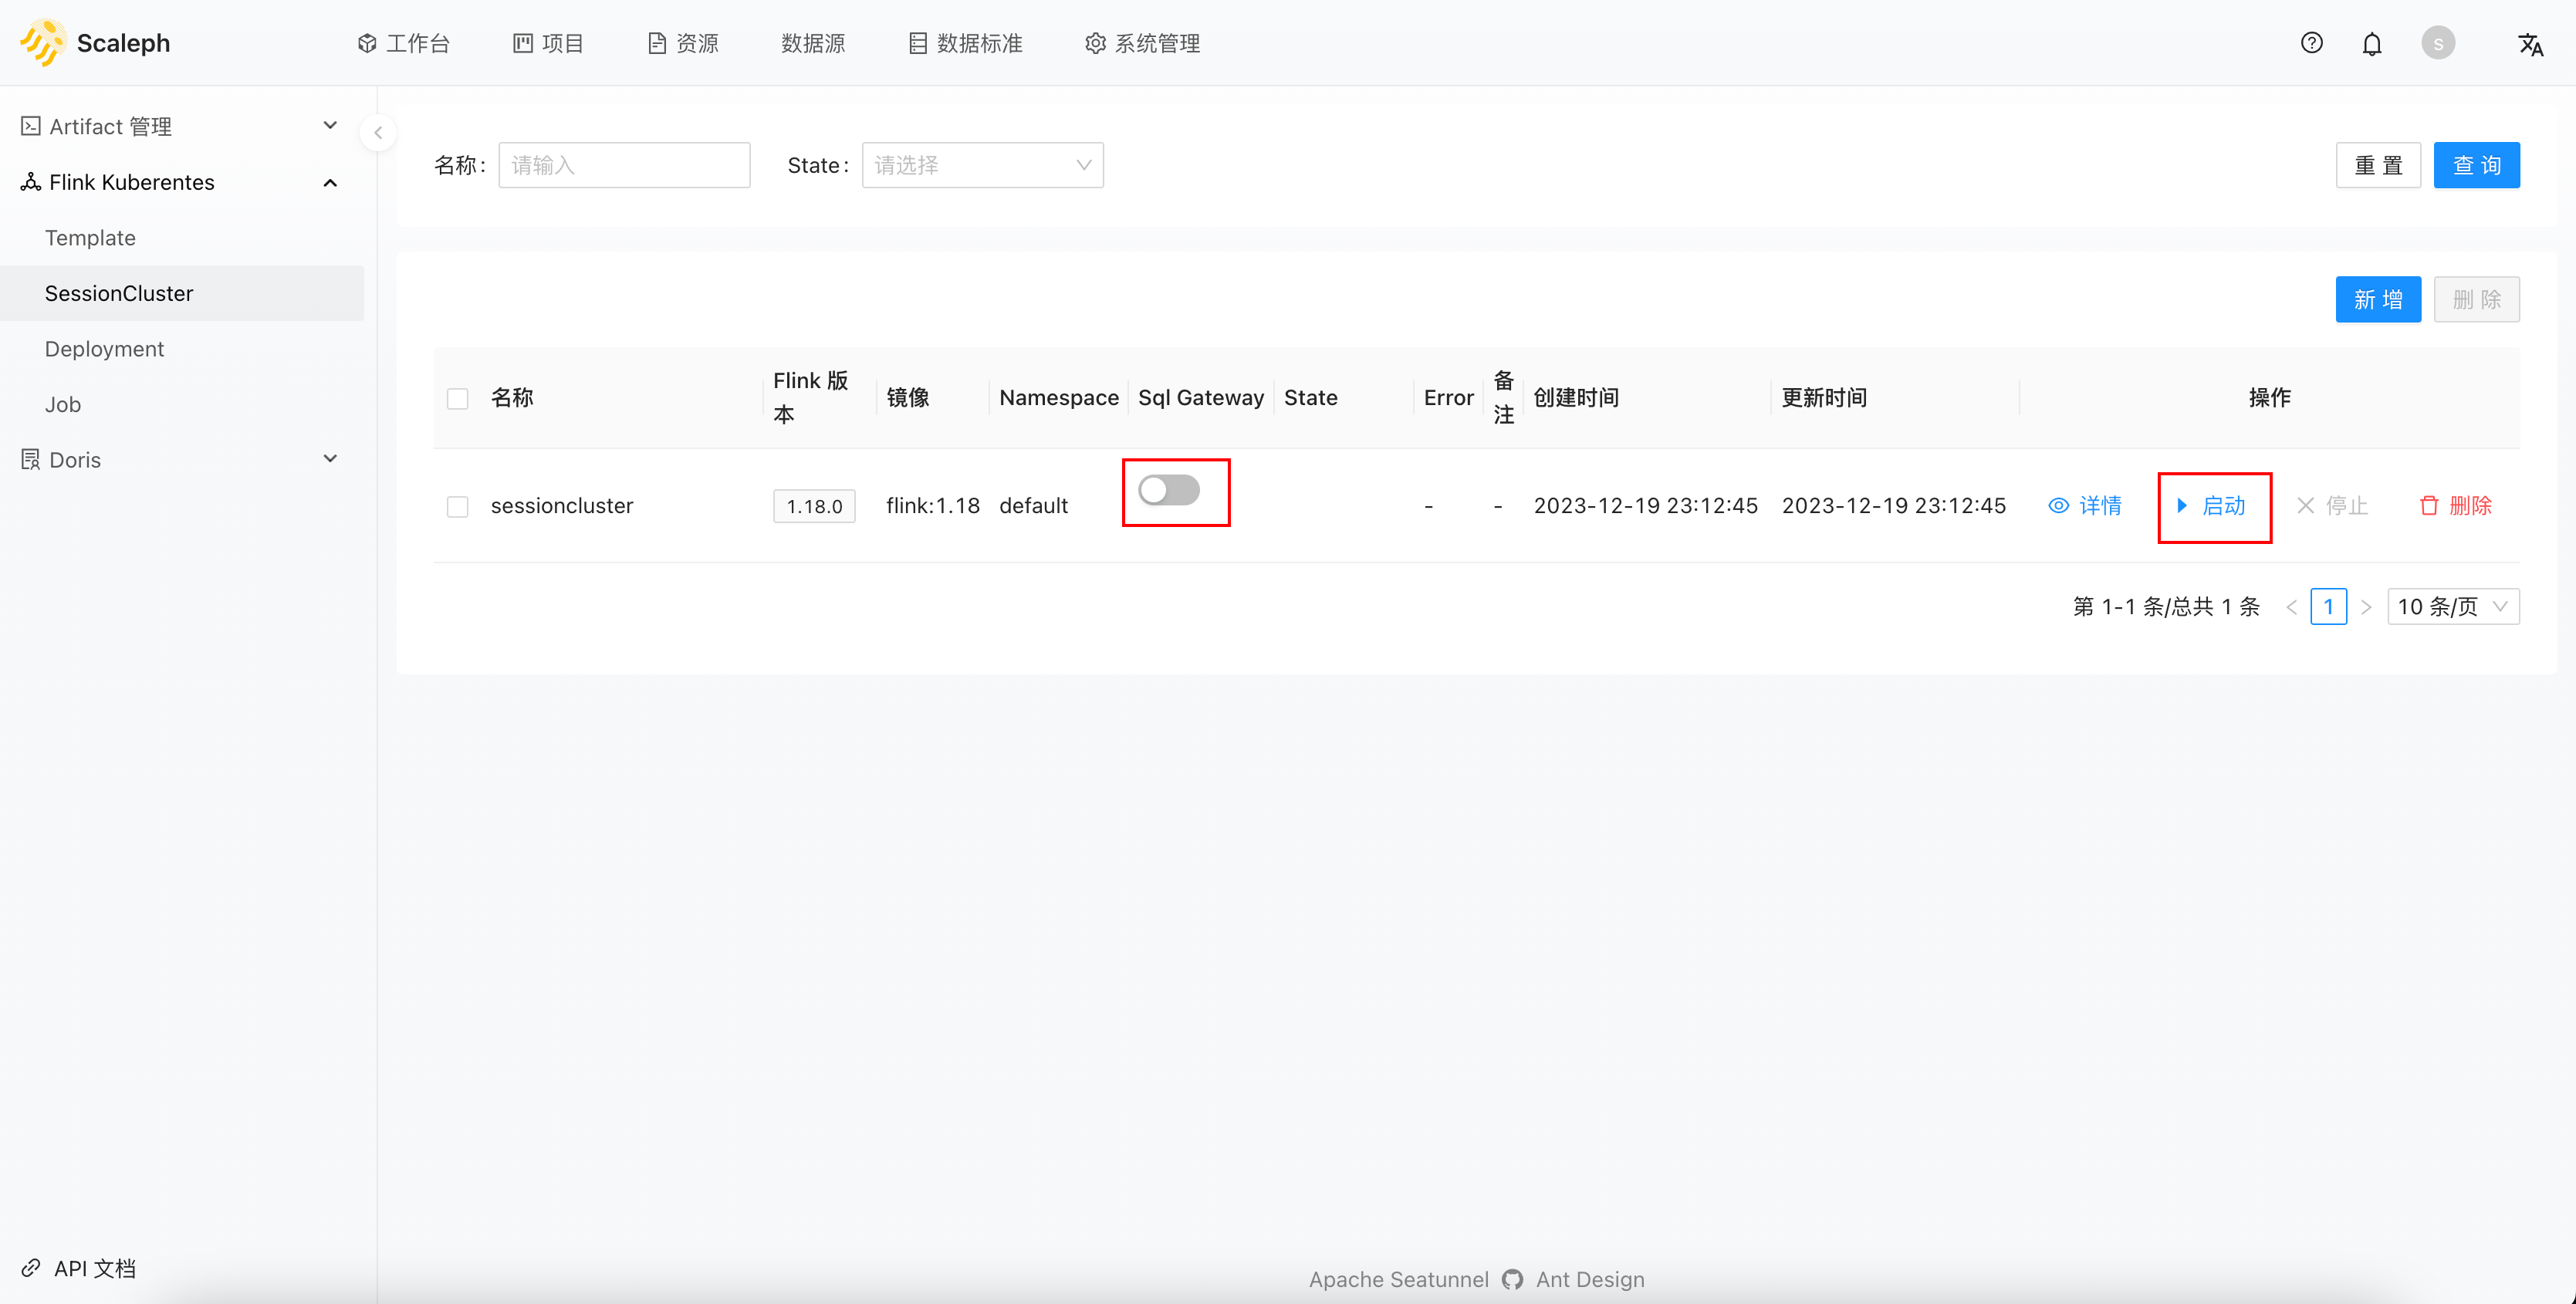 Scaleph
工作台
项目
资源
数据源
数据标准
系统管理
S
Artifact 管理
Flink Kuberentes
Template
SessionCluster
Deployment
Job
Doris
API 文档
名称:
请输入
State:
请选择
重 置
查 询
新 增
删 除
名称
Flink 版
本
镜像
Namespace
Sql Gateway
State
Error
备
注
创建时间
更新时间
操作
sessioncluster
1.18.0
flink:1.18
default
-
-
2023-12-19 23:12:45
2023-12-19 23:12:45
详情
启动
停止
删除
第 1-1 条/总共 1 条
1
10 条/页
Apache Seatunnel
Ant Design